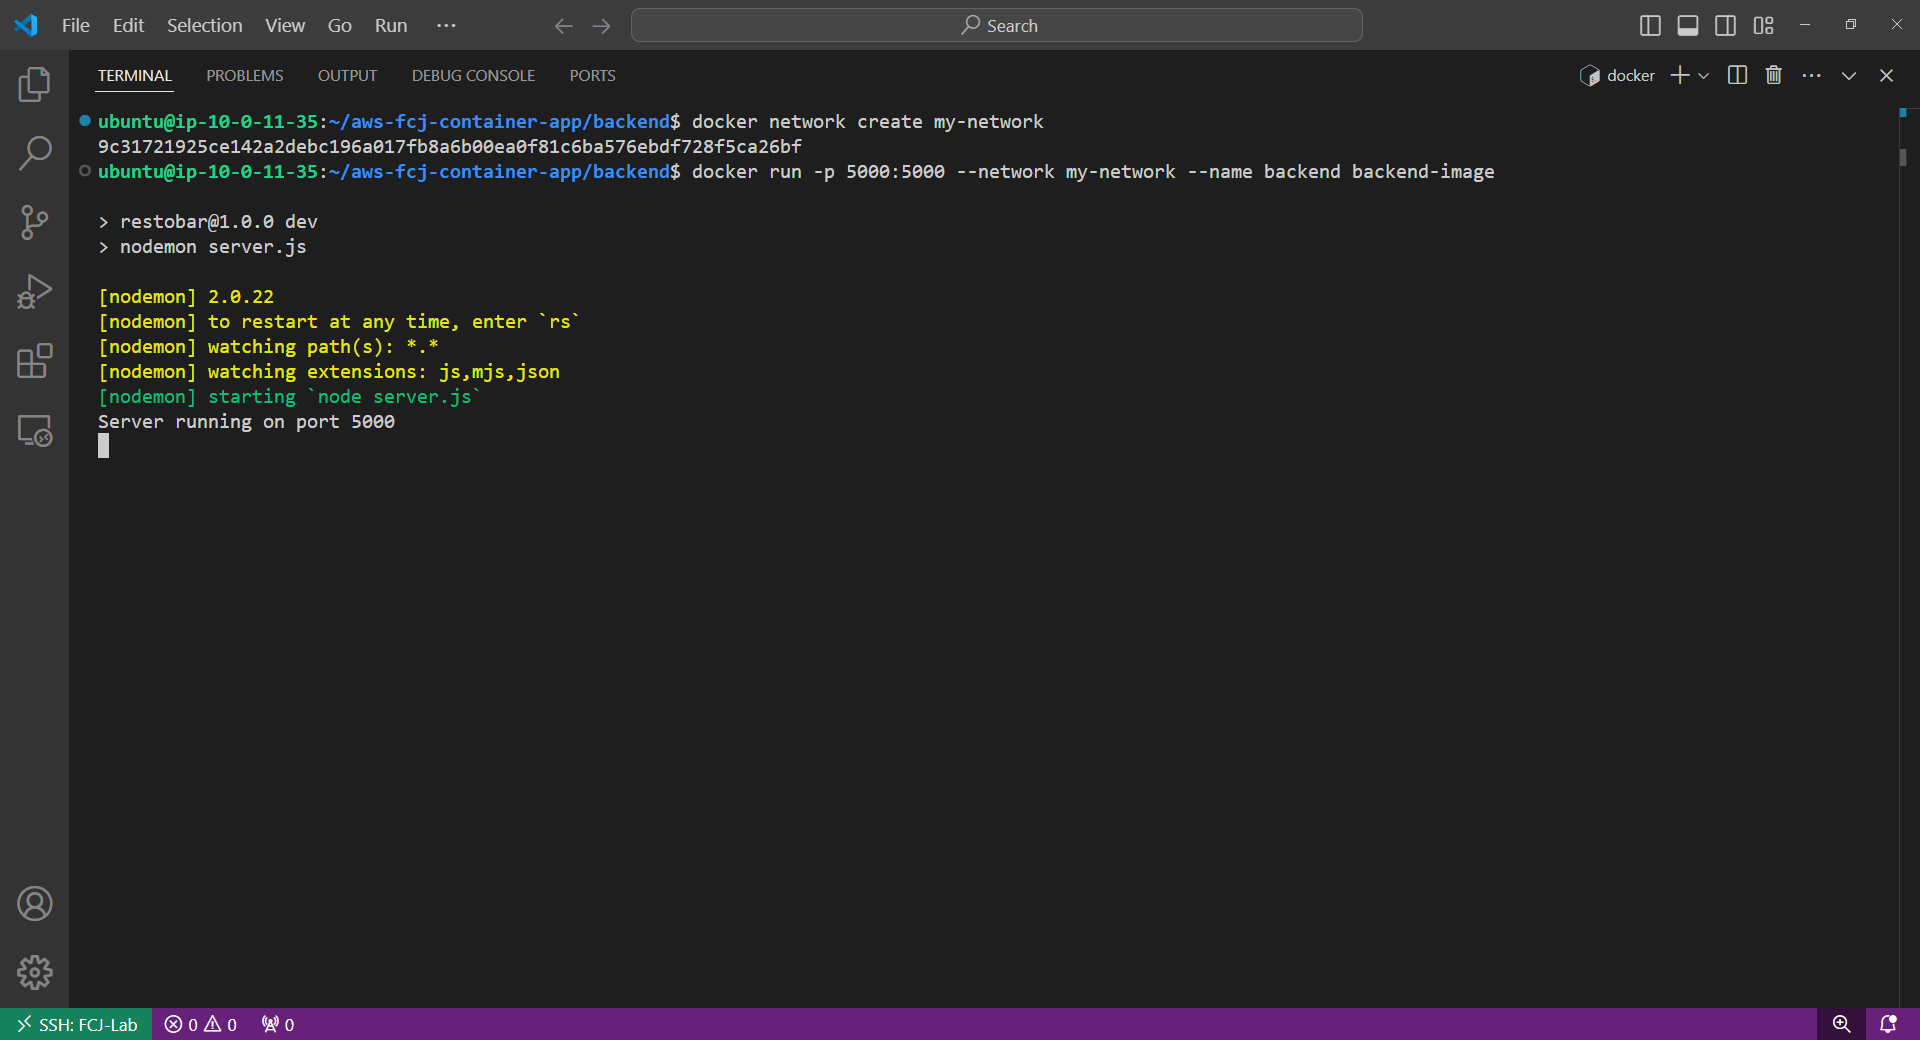 File Edit Selection View Go Run ··· Search
TERMINAL PROBLEMS OUTPUT DEBUG CONSOLE PORTS docker
ubuntu@ip-10-0-11-35:~/aws-fcj-container-app/backend$ docker network create my-network
9c31721925ce142a2debc196a017fb8a6b00ea0f81c6ba576ebdf728f5ca26bf
ubuntu@ip-10-0-11-35:~/aws-fcj-container-app/backend$ docker run -p 5000:5000 --network my-network --name backend backend-image
> restobar@1.0.0 dev
> nodemon server.js
[nodemon] 2.0.22
[nodemon] to restart at any time, enter `rs`
[nodemon] watching path(s): *.*
[nodemon] watching extensions: js,mjs,json
[nodemon] starting `node server.js`
Server running on port 5000
SSH: FCJ-Lab 0 0 0